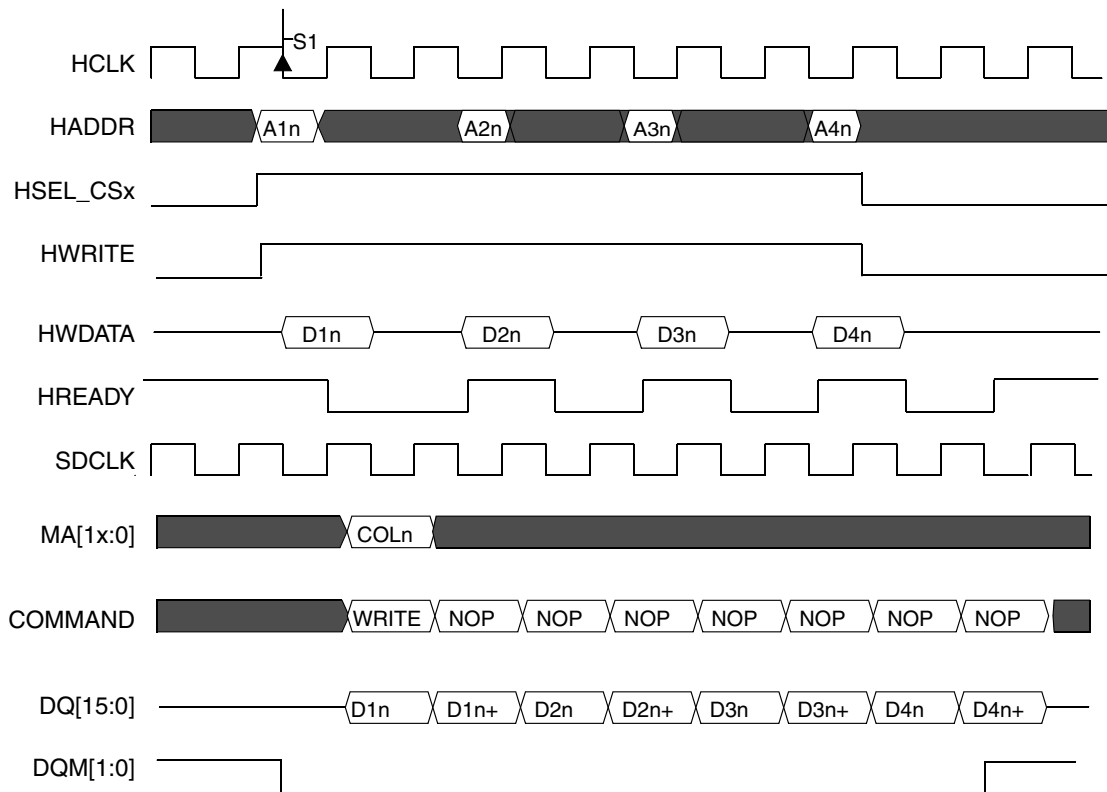 S1
HCLK
HADDR A1n A2n A3n A4n
HSEL_CSx
HWRITE
HWDATA D1n D2n D3n D4n
HREADY
SDCLK
MA[1x:0] COLn
COMMAND WRITE NOP NOP NOP NOP NOP NOP NOP
DQ[15:0] D1n D1n+ D2n D2n+ D3n D3n+ D4n D4n+
DQM[1:0]